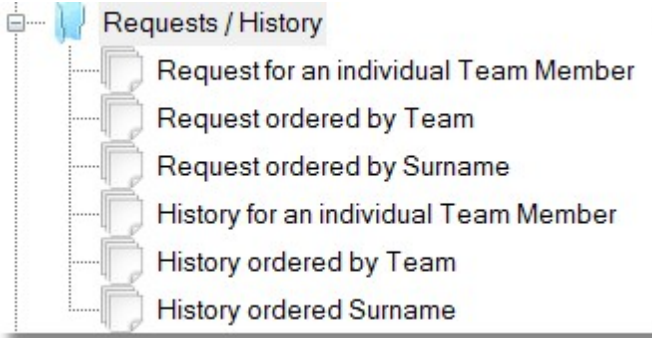 Requests / History
Request for an individual Team Member
Request ordered by Team
Request ordered by Surname
History for an individual Team Member
History ordered by Team
History ordered Surname